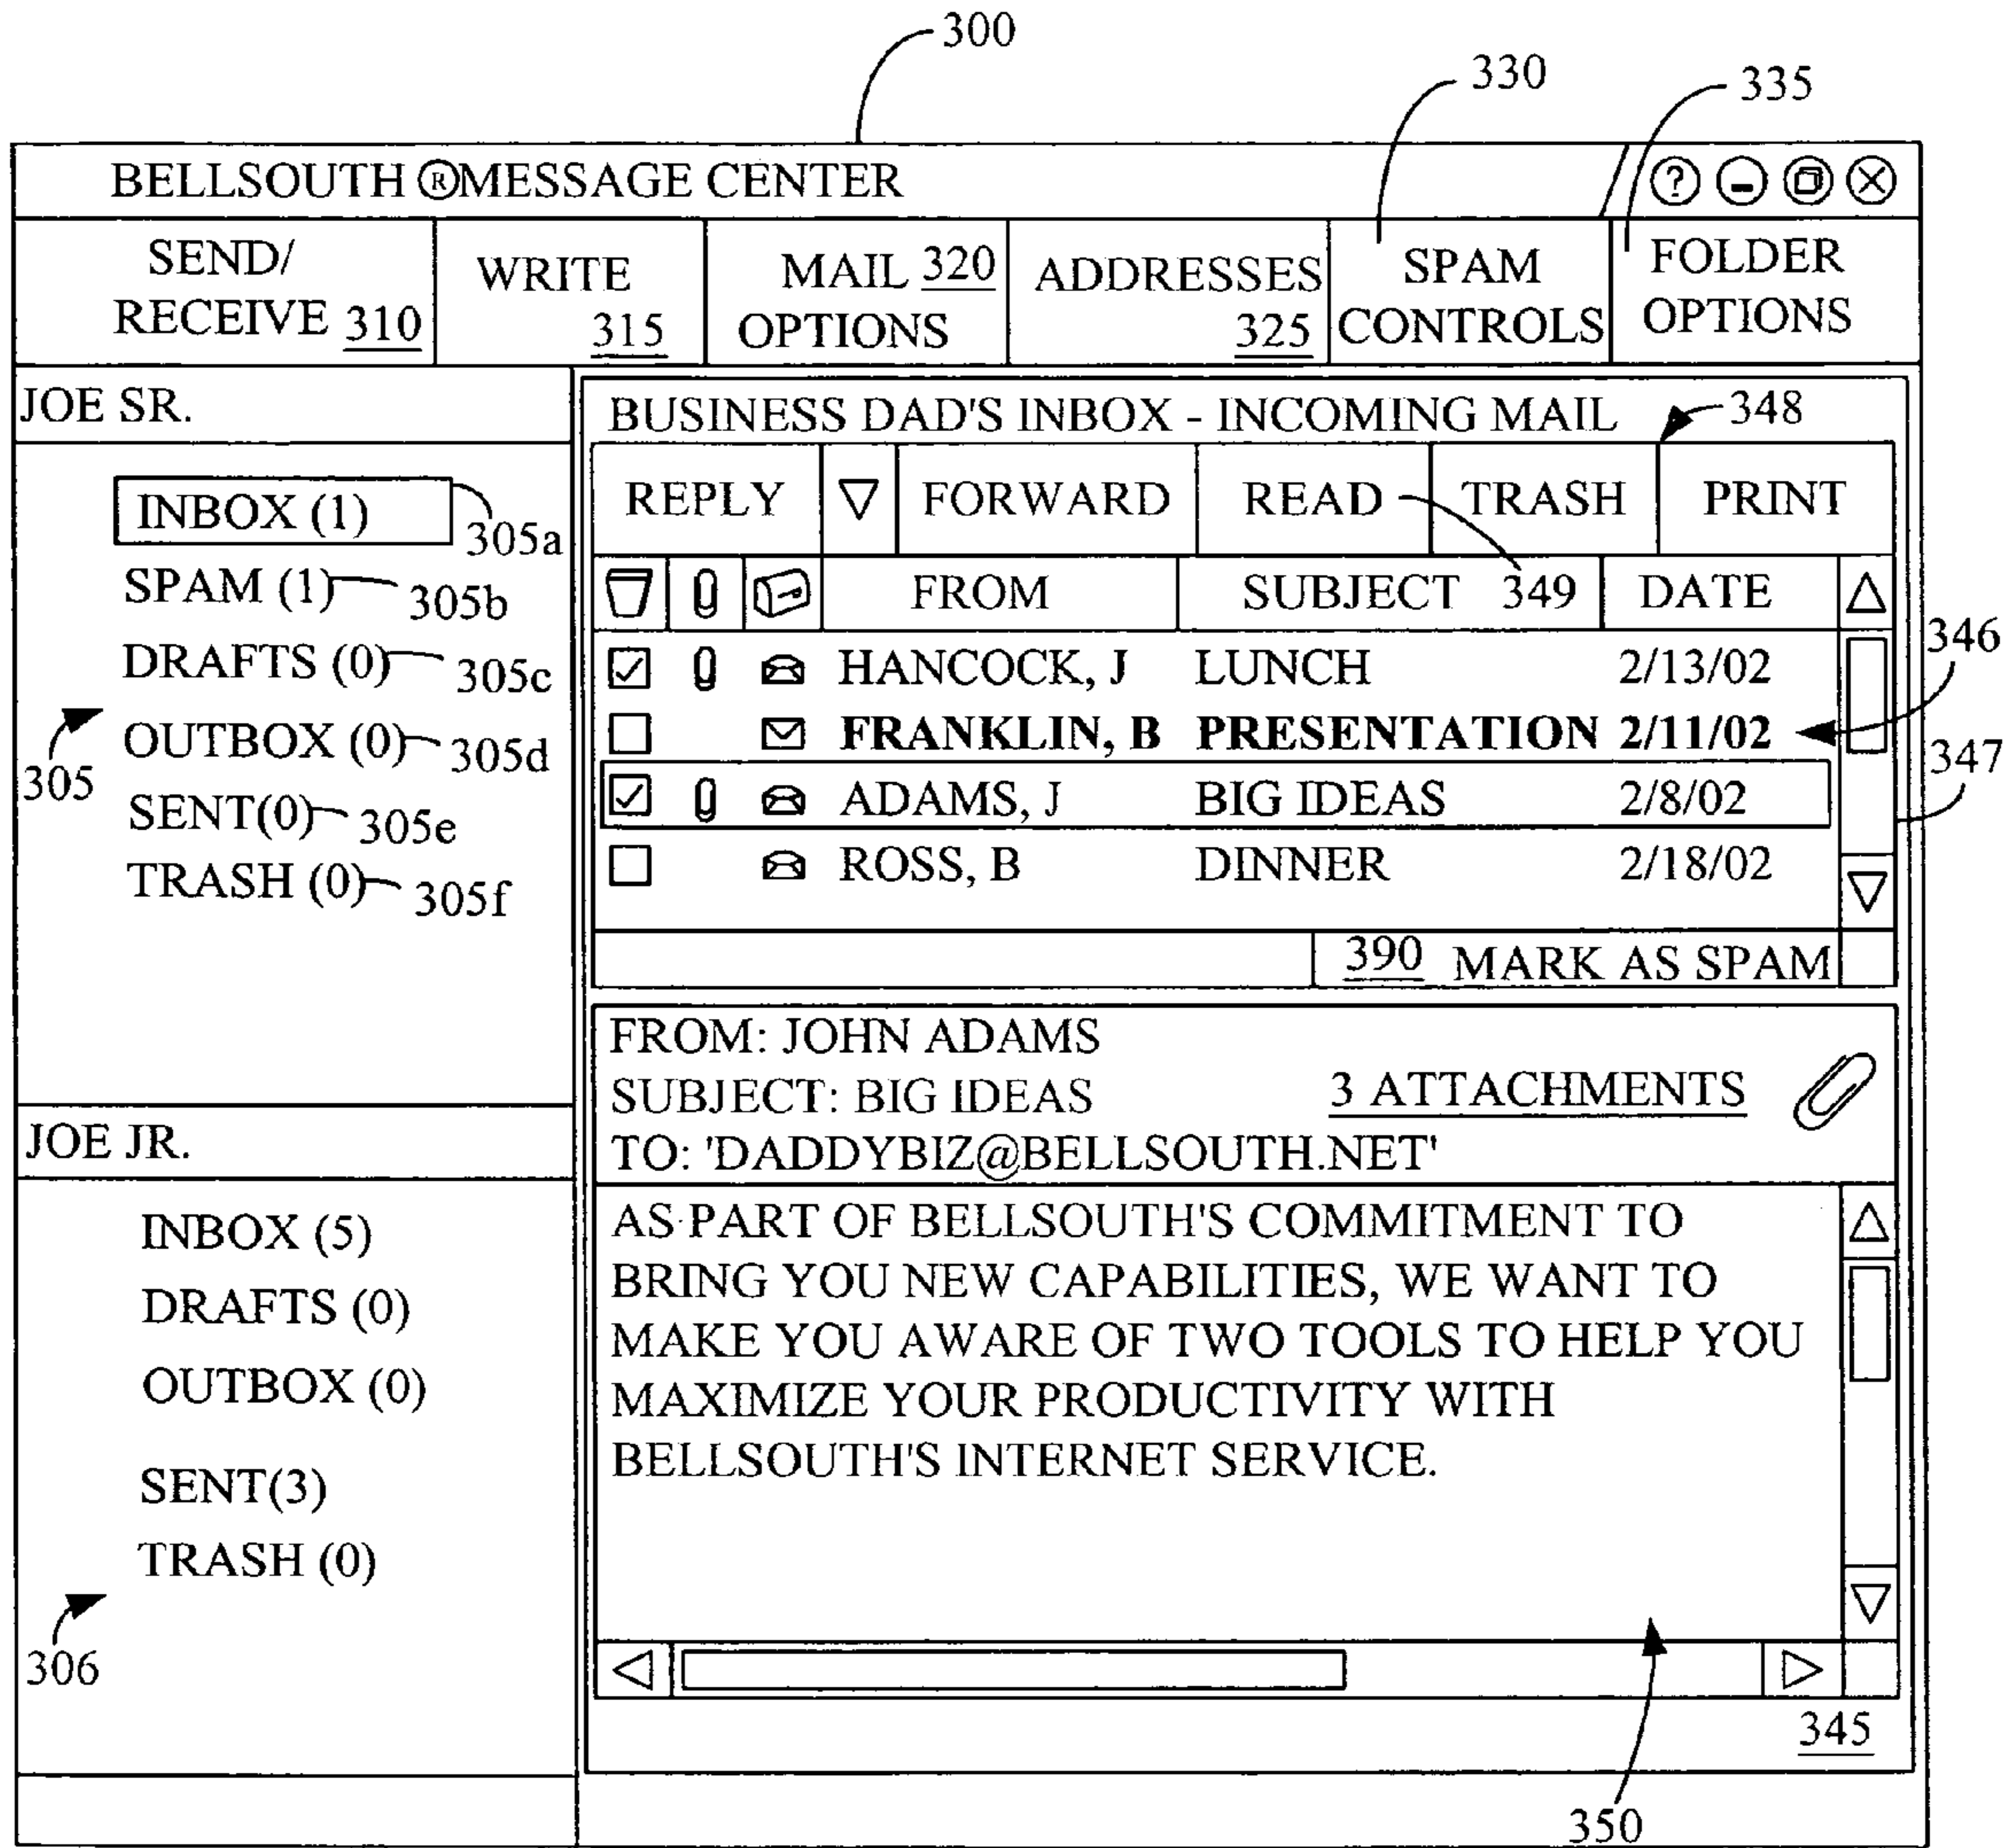 300
330
335
BELLSOUTH ®MESSAGE CENTER
?
SEND/
RECEIVE 310
WRITE
315
MAIL 320
OPTIONS
ADDRESSES
325
SPAM
CONTROLS
FOLDER
OPTIONS
JOE SR.
INBOX (1)
305a
SPAM (1) 305b
DRAFTS (0) 305c
OUTBOX (0) 305d
305
SENT(0) 305e
TRASH (0) 305f
JOE JR.
INBOX (5)
DRAFTS (0)
OUTBOX (0)
SENT(3)
TRASH (0)
306
BUSINESS DAD'S INBOX - INCOMING MAIL
348
REPLY FORWARD READ TRASH PRINT
FROM SUBJECT 349 DATE
346
HANCOCK, J LUNCH 2/13/02
FRANKLIN, B PRESENTATION 2/11/02
347
ADAMS, J BIG IDEAS 2/8/02
ROSS, B DINNER 2/18/02
390 MARK AS SPAM
FROM: JOHN ADAMS
SUBJECT: BIG IDEAS
3 ATTACHMENTS
TO: 'DADDYBIZ@BELLSOUTH.NET'
AS PART OF BELLSOUTH'S COMMITMENT TO
BRING YOU NEW CAPABILITIES, WE WANT TO
MAKE YOU AWARE OF TWO TOOLS TO HELP YOU
MAXIMIZE YOUR PRODUCTIVITY WITH
BELLSOUTH'S INTERNET SERVICE.
345
350